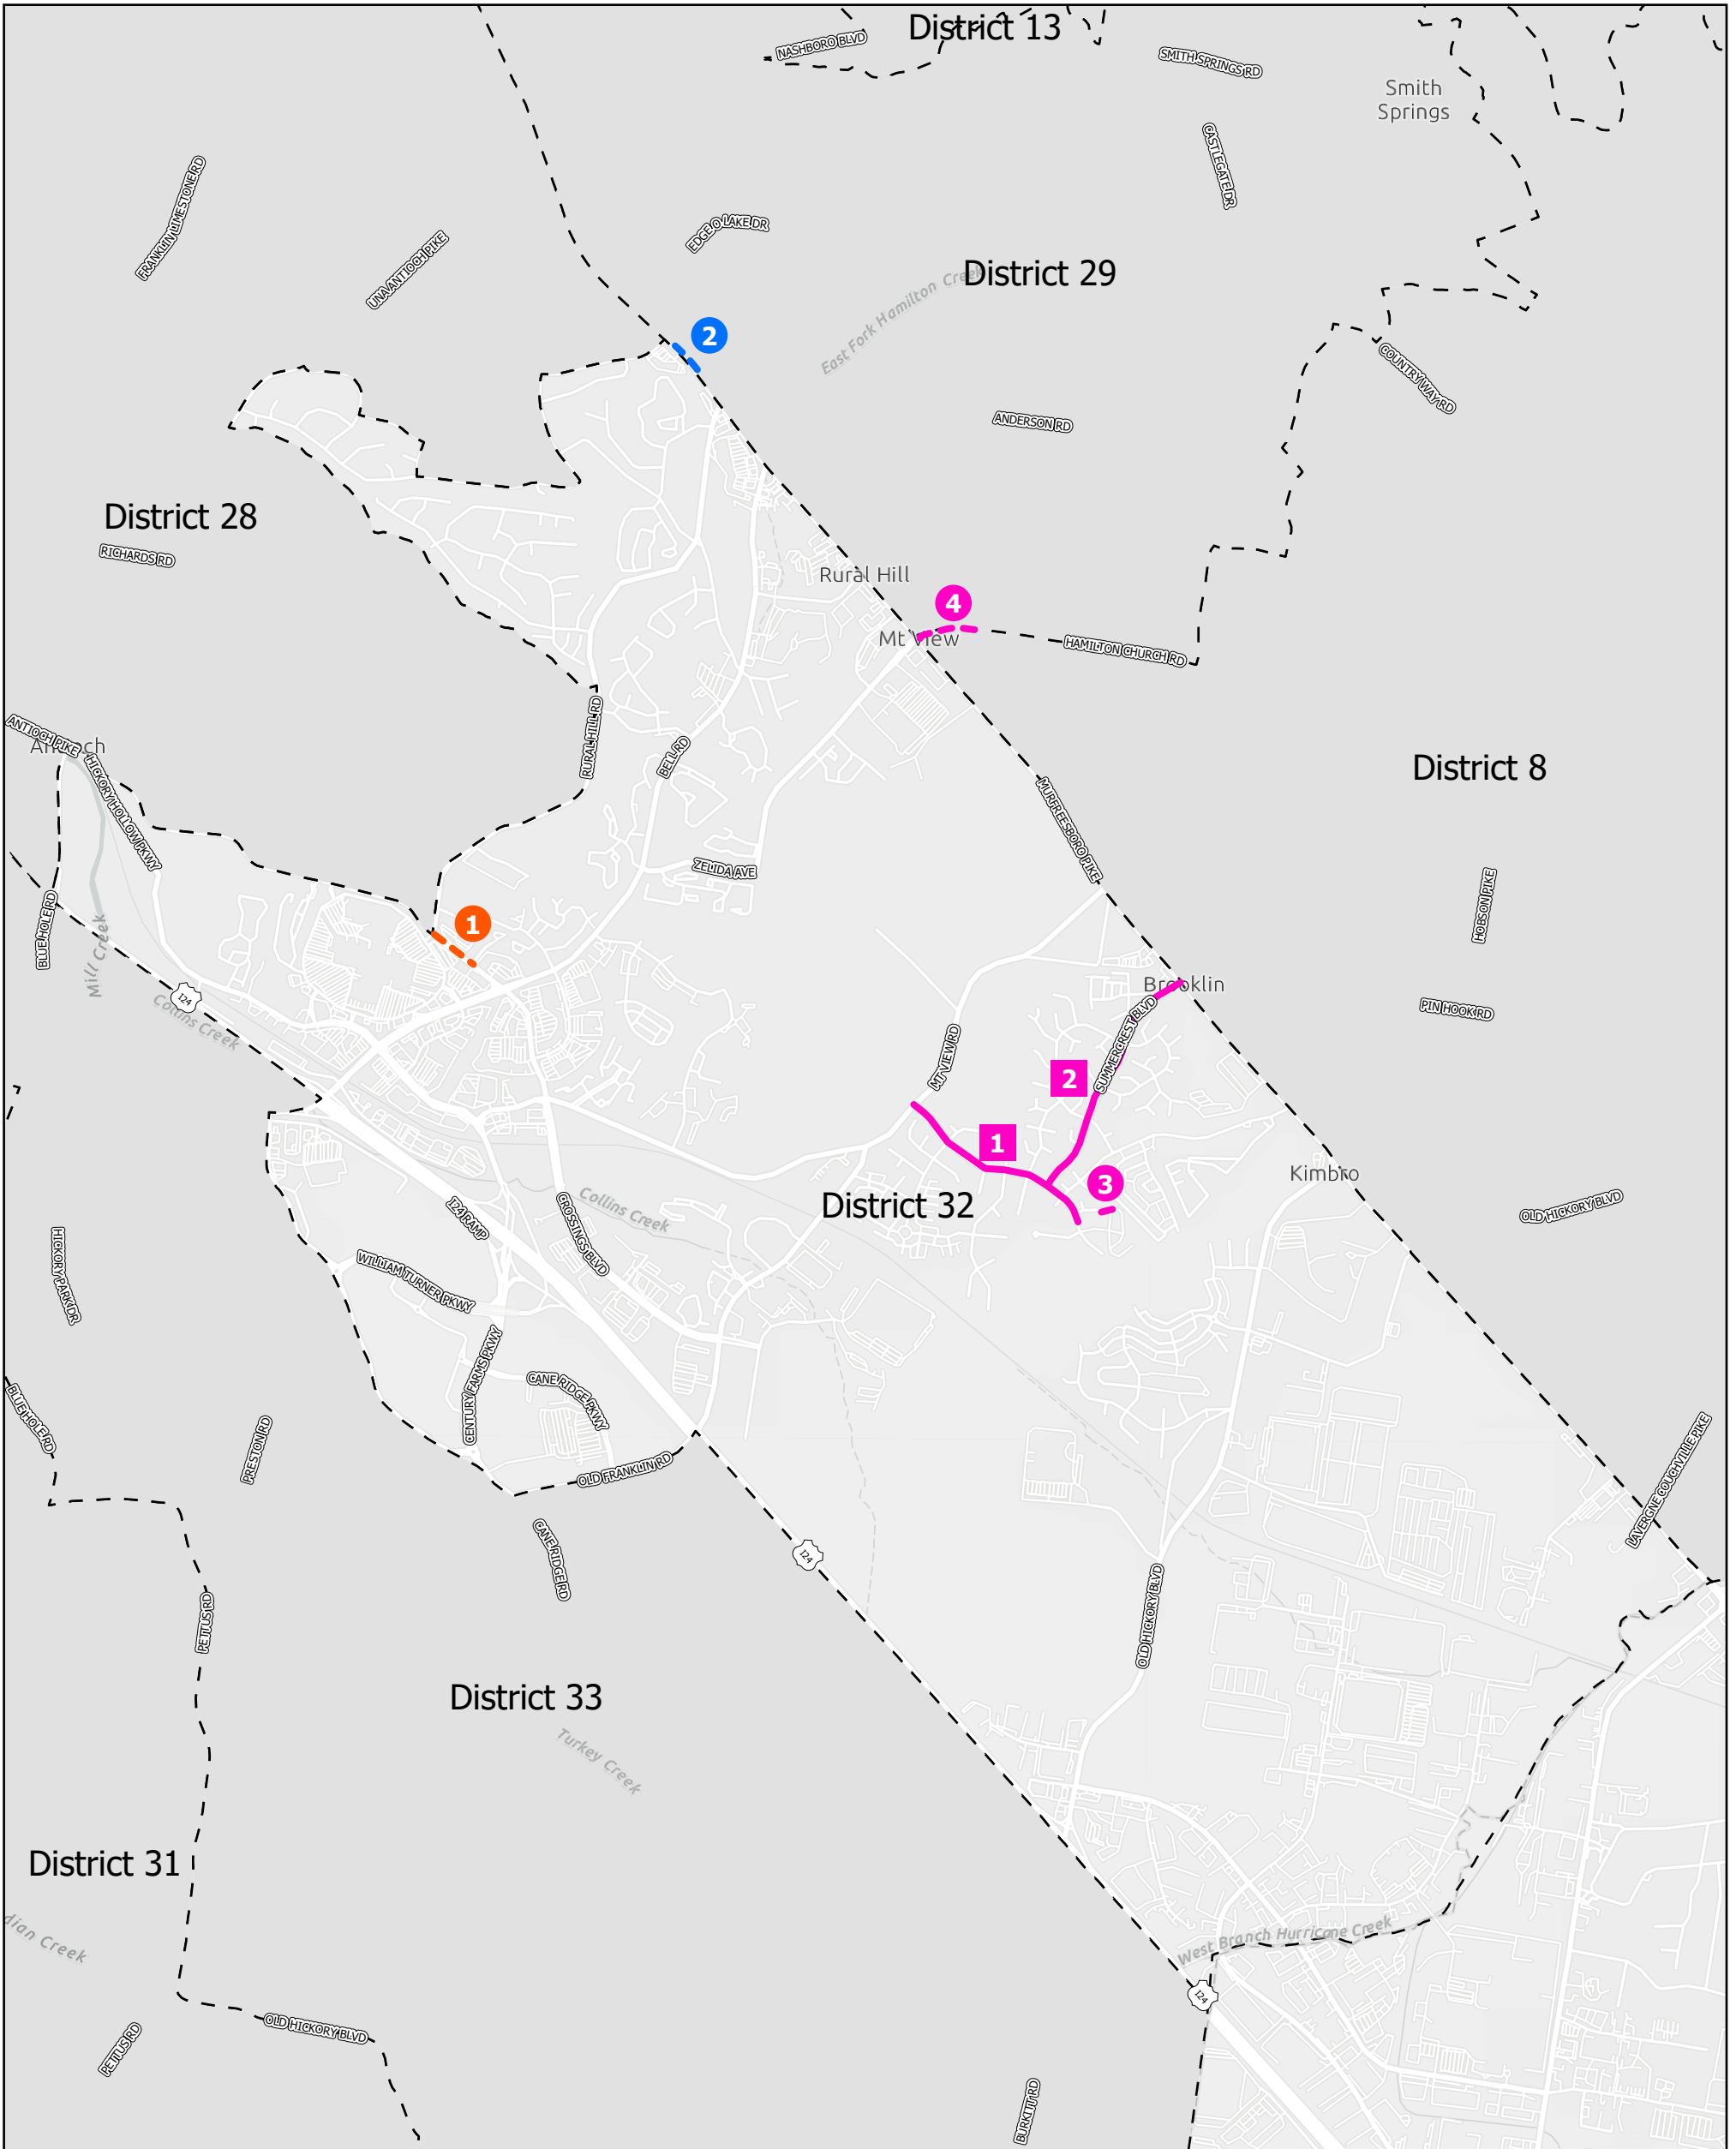 District 13
NASHBORO BLVD
SMITH SPRINGS RD
Smith
Springs
CASTLEGATE DR
FRANKLIN LIMESTONE RD
UNA ANTIOCH PIKE
EDGE O LAKE DR
District 29
East Fork Hamilton Creek
2
COUNTRY WAY RD
ANDERSON RD
District 28
RICHARDS RD
Rural Hill
4
Mt View
HAMILTON CHURCH RD
RURAL HILL RD
ANTIOCH PIKE
Antioch
HICKORY HOLLOW PKWY
BELL RD
District 8
MURFREESBORO PIKE
ZELIDA AVE
BLUE HOLE RD
Mill Creek
1
HOBSON PIKE
I24
Collins Creek
Brooklin
PIN HOOK RD
SUMMERCREST BLVD
MT VIEW RD
2
1
3
Kimbro
District 32
OLD HICKORY BLVD
I24 RAMP
CROSSINGS BLVD
Collins Creek
HICKORY PARK DR
WILLIAM TURNER PKWY
CENTURY FARMS PKWY
CANE RIDGE PKWY
BLUE HOLE RD
PRESTON RD
OLD FRANKLIN RD
LAVERGNE COUCHVILLE PIKE
CANE RIDGE RD
I24
PETTUS RD
OLD HICKORY BLVD
District 33
Turkey Creek
District 31
dian Creek
West Branch Hurricane Creek
I24
OLD HICKORY BLVD
PETTUS RD
BURKITT RD